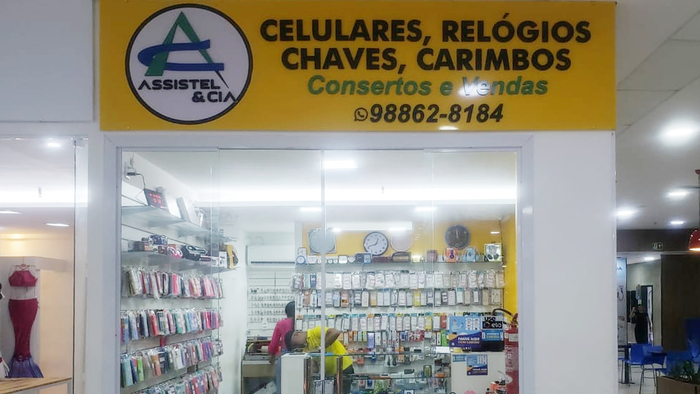 ASSISTEL
& CIA
CELULARES, RELÓGIOS
CHAVES, CARIMBOS
Consertos e Vendas
98862-8184